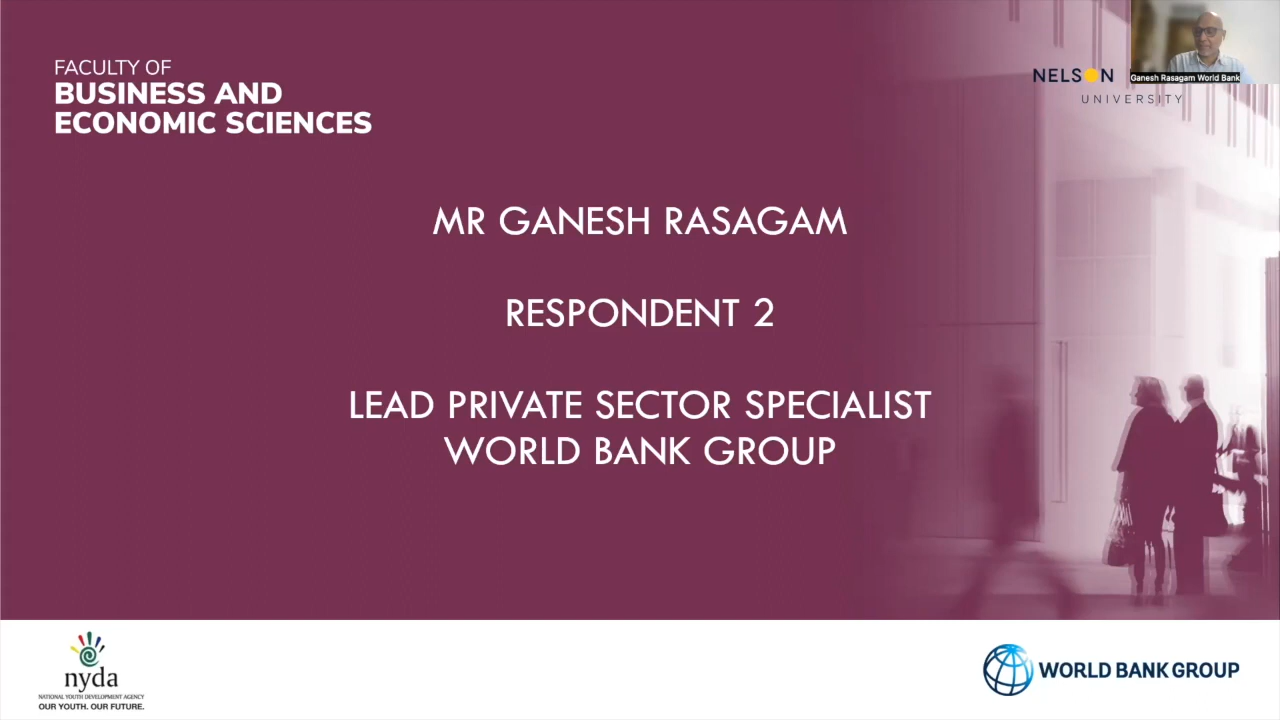 FACULTY OF
BUSINESS AND
ECONOMIC SCIENCES
NELSON
UNIVERSITY
Ganesh Rasagam World Bank
MR GANESH RASAGAM
RESPONDENT 2
LEAD PRIVATE SECTOR SPECIALIST
WORLD BANK GROUP
nyda
NATIONAL YOUTH DEVELOPMENT AGENCY
OUR YOUTH. OUR FUTURE.
WORLD BANK GROUP